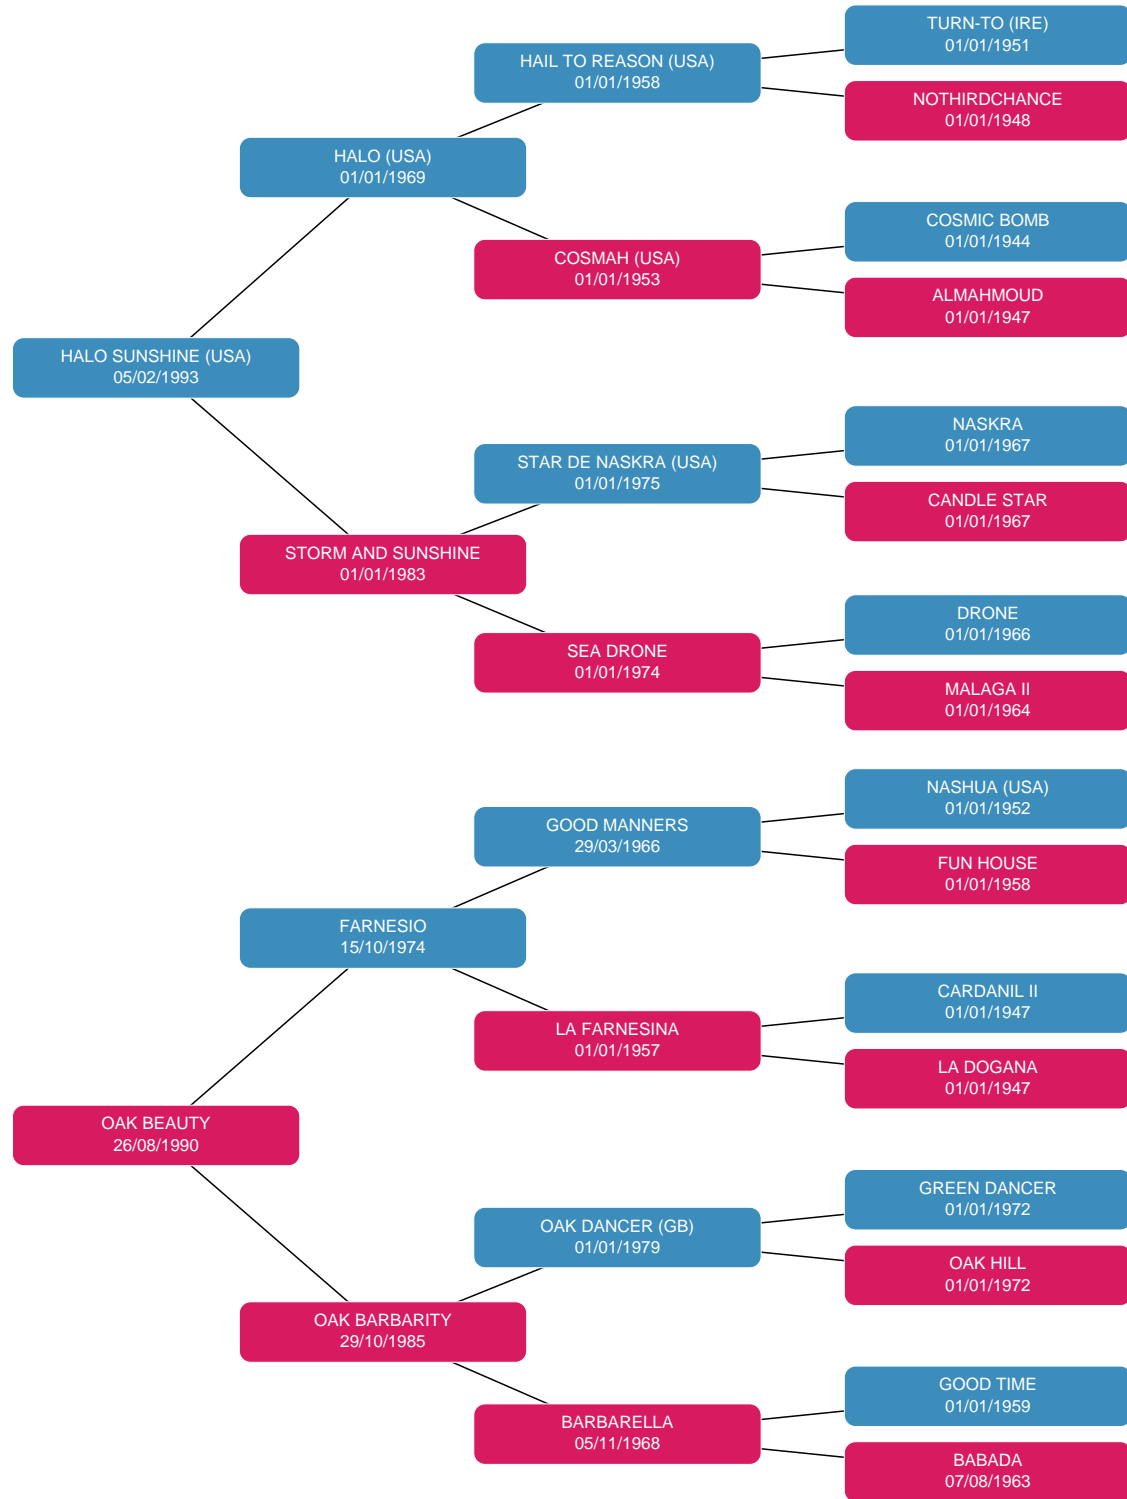 TURN-TO (IRE)
01/01/1951
HAIL TO REASON (USA)
01/01/1958
NOTHIRDCHANCE
01/01/1948
HALO (USA)
01/01/1969
COSMIC BOMB
01/01/1944
COSMAH (USA)
01/01/1953
ALMAHMOUD
01/01/1947
HALO SUNSHINE (USA)
05/02/1993
NASKRA
01/01/1967
STAR DE NASKRA (USA)
01/01/1975
CANDLE STAR
01/01/1967
STORM AND SUNSHINE
01/01/1983
DRONE
01/01/1966
SEA DRONE
01/01/1974
MALAGA II
01/01/1964
NASHUA (USA)
01/01/1952
GOOD MANNERS
29/03/1966
FUN HOUSE
01/01/1958
FARNESIO
15/10/1974
CARDANIL II
01/01/1947
LA FARNESINA
01/01/1957
LA DOGANA
01/01/1947
OAK BEAUTY
26/08/1990
GREEN DANCER
01/01/1972
OAK DANCER (GB)
01/01/1979
OAK HILL
01/01/1972
OAK BARBARITY
29/10/1985
GOOD TIME
01/01/1959
BARBARELLA
05/11/1968
BABADA
07/08/1963